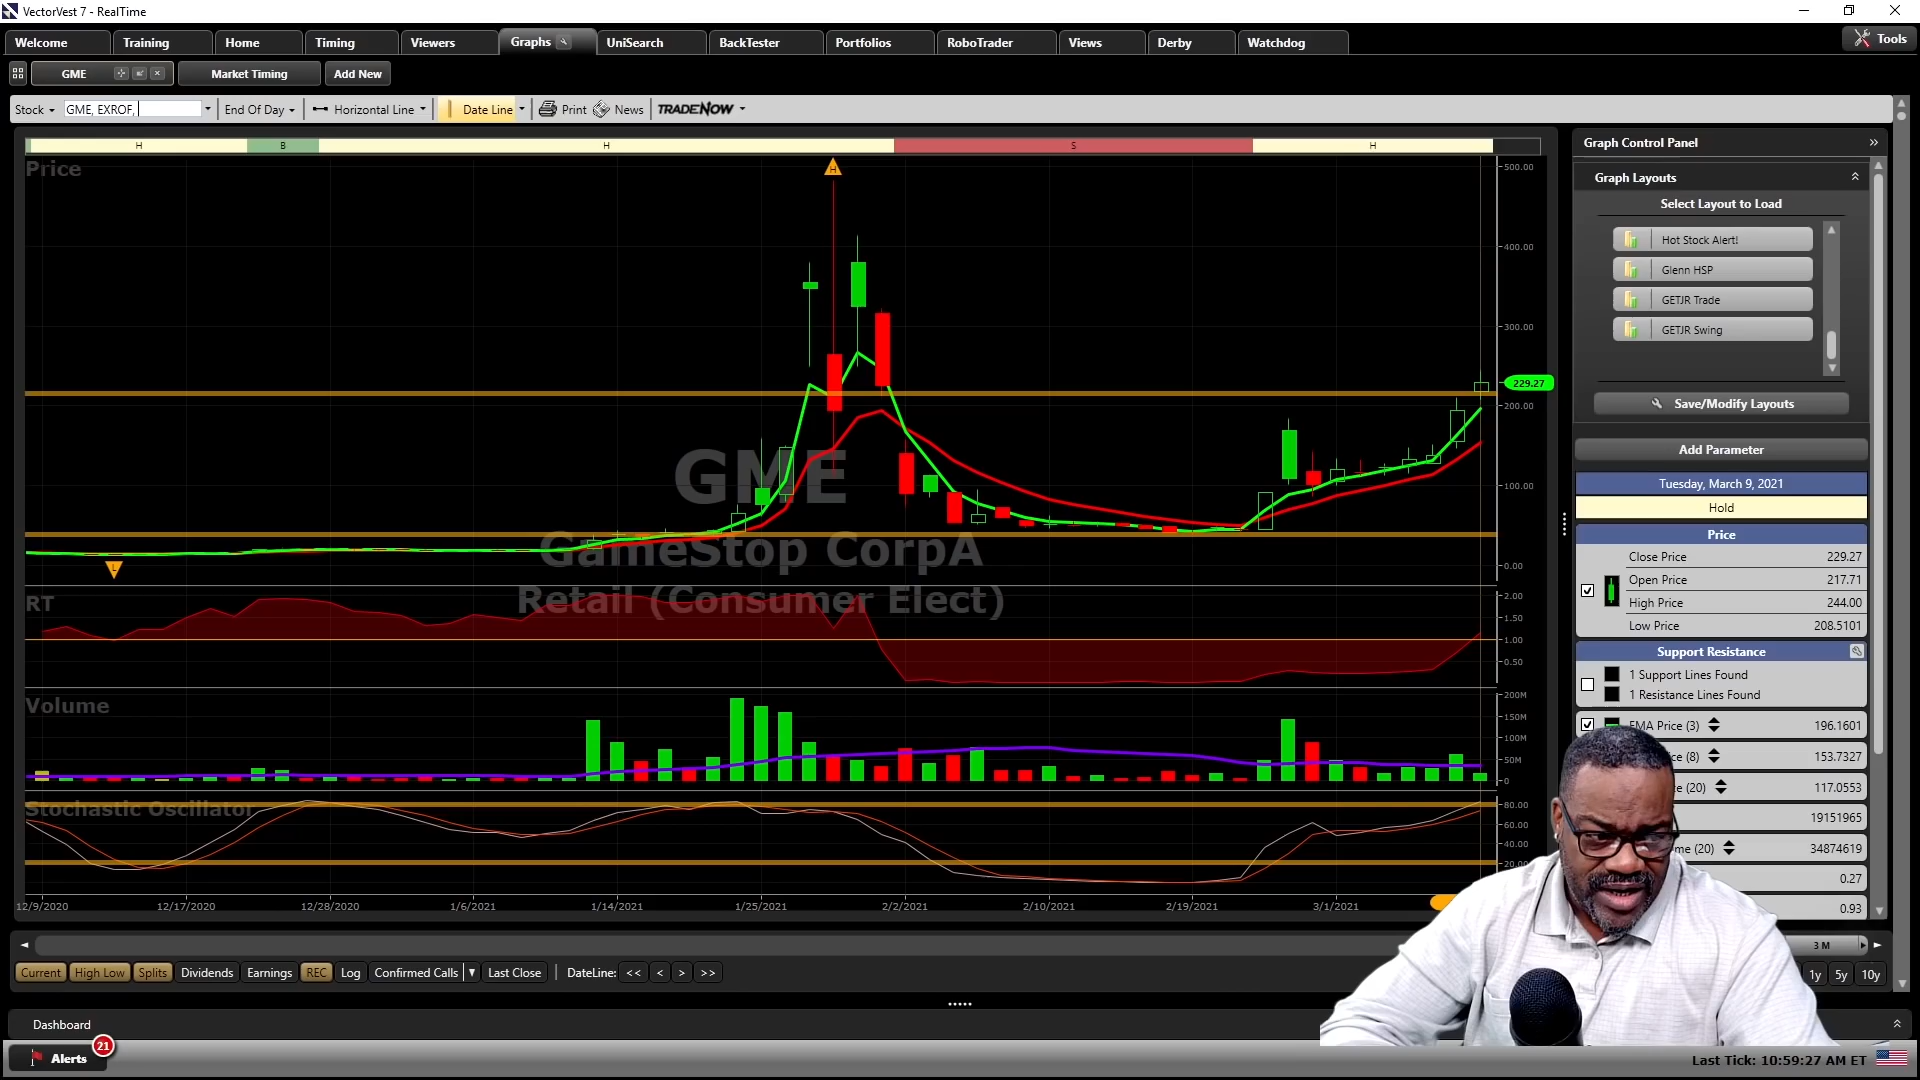 VectorVest 7 - RealTime
Welcome Training Home Timing Viewers Graphs UniSearch BackTester Portfolios RoboTrader Views Derby Watchdog Tools
GME Market Timing Add New
Stock GME, EXROF, End Of Day Horizontal Line Date Line Print News TRADENOW
H B H S H
Graph Control Panel
Graph Layouts
Select Layout to Load
Hot Stock Alert!
Glenn HSP
GETJR Trade
GETJR Swing
Save/Modify Layouts
Add Parameter
Tuesday, March 9, 2021
Hold
Price
Close Price 229.27
Open Price 217.71
High Price 244.00
Low Price 208.5101
Support Resistance
1 Support Lines Found
1 Resistance Lines Found
EMA Price (3) 196.1601
(8) 153.7327
(20) 117.0553
19151965
(20) 34874619
0.27
0.93
Price
H
500.00
400.00
300.00
229.27
200.00
100.00
0.00
GME
GameStop CorpA
Retail (Consumer Elect)
L
RT
2.00
1.50
1.00
0.50
Volume
200M
150M
100M
50M
0
Stochastic Oscillator
80.00
60.00
40.00
20.00
12/9/2020 12/17/2020 12/28/2020 1/6/2021 1/14/2021 1/25/2021 2/2/2021 2/10/2021 2/19/2021 3/1/2021
3 M
Current High Low Splits Dividends Earnings REC Log Confirmed Calls Last Close DateLine: << < > >> 1y 5y 10y
Dashboard
Alerts 21
Last Tick: 10:59:27 AM ET